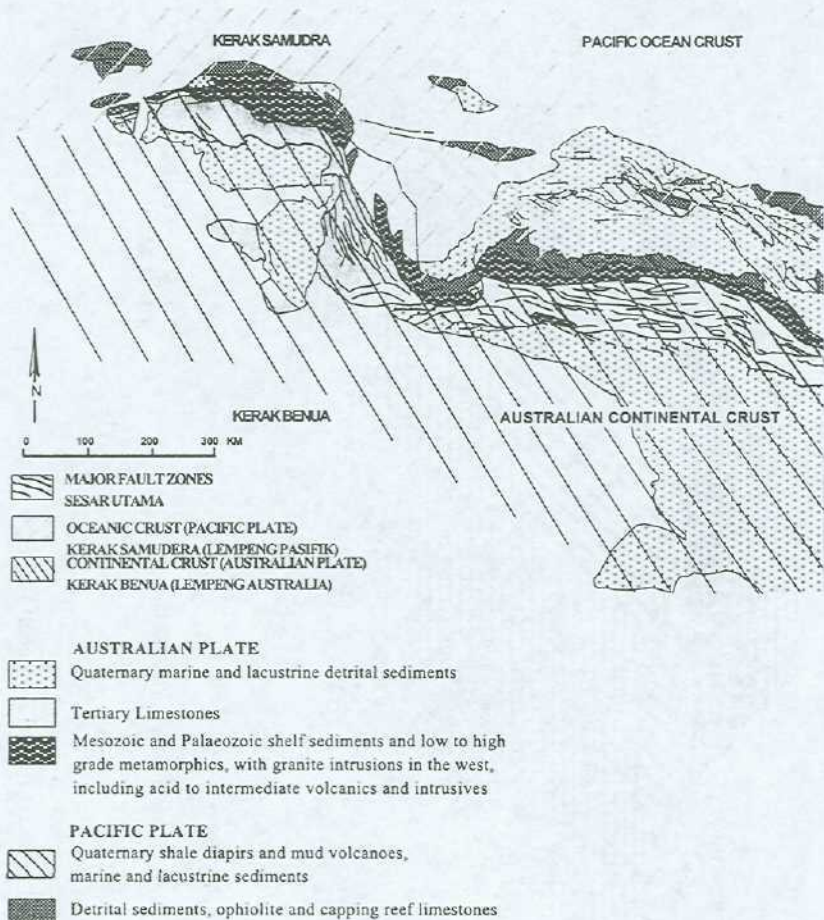 KERAK SAMUDRA
PACIFIC OCEAN CRUST
N
KERAK BENUA
AUSTRALIAN CONTINENTAL CRUST
0 100 200 300 KM
MAJOR FAULT ZONES
SESAR UTAMA
OCEANIC CRUST (PACIFIC PLATE)
KERAK SAMUDERA (LEMPENG PASIFIK)
CONTINENTAL CRUST (AUSTRALIAN PLATE)
KERAK BENUA (LEMPENG AUSTRALIA)
AUSTRALIAN PLATE
Quaternary marine and lacustrine detrital sediments
Tertiary Limestones
Mesozoic and Palaeozoic shelf sediments and low to high
grade metamorphics, with granite intrusions in the west,
including acid to intermediate volcanics and intrusives
PACIFIC PLATE
Quaternary shale diapirs and mud volcanoes,
marine and lacustrine sediments
Detrital sediments, ophiolite and capping reef limestones